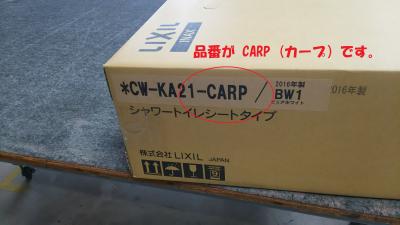 LIXIL
INAX
品番が CARP (カープ) です。
*CW-KA21-CARP / 2016年製 BW1 ピュアホワイト
2016年製
シャワートイレシートタイプ
株式会社 LIXIL JAPAN